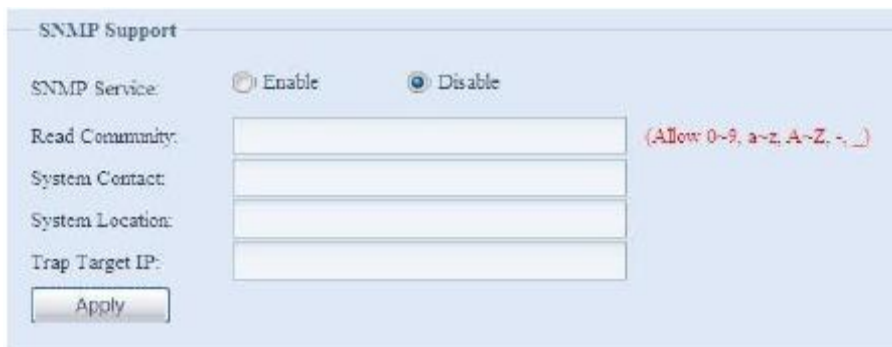 SNMP Support
SNMP Service: Enable Disable
Read Community: (Allow 0~9, a~z, A~Z, -, _)
System Contact:
System Location:
Trap Target IP:
Apply